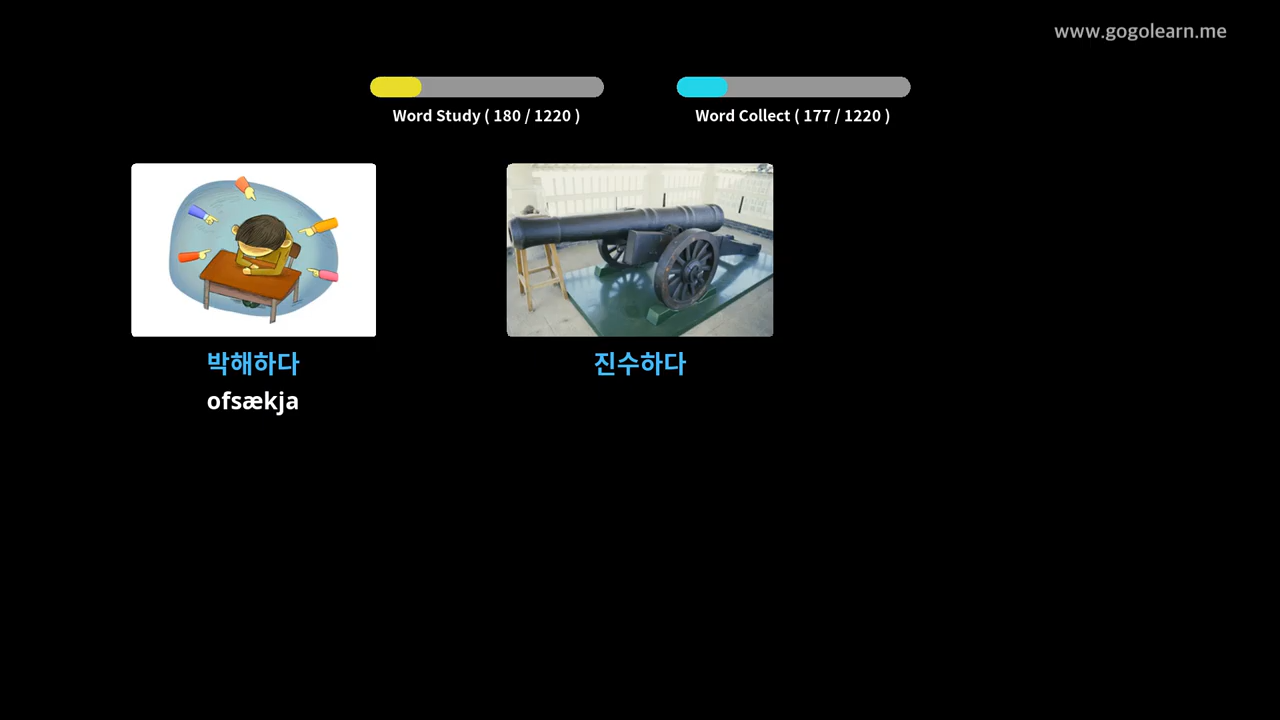 www.gogolearn.me
Word Study ( 180 / 1220 )
Word Collect ( 177 / 1220 )
박해하다
진수하다
ofsækja